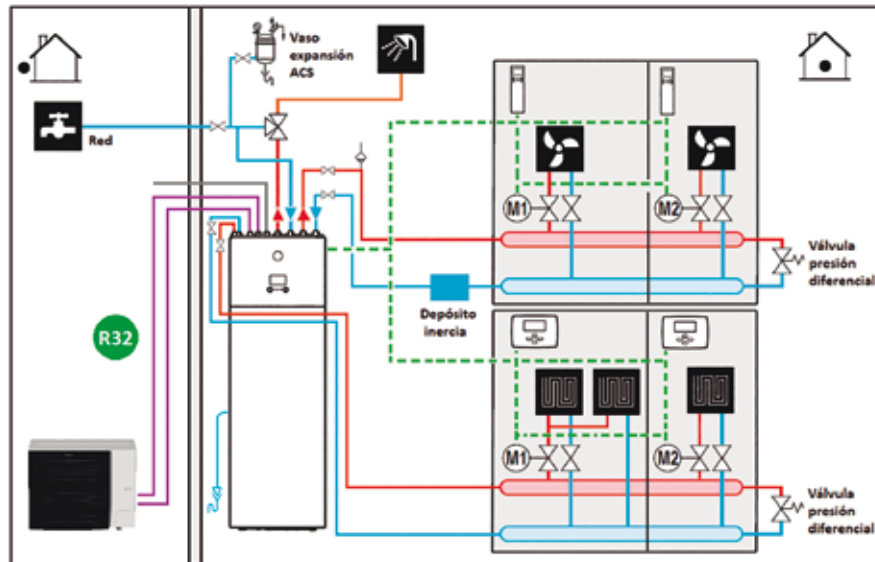 Vaso
expansión
ACS
Red
M1
M2
Válvula
presión
diferencial
Depósito
inercia
R32
M1
M2
Válvula
presión
diferencial